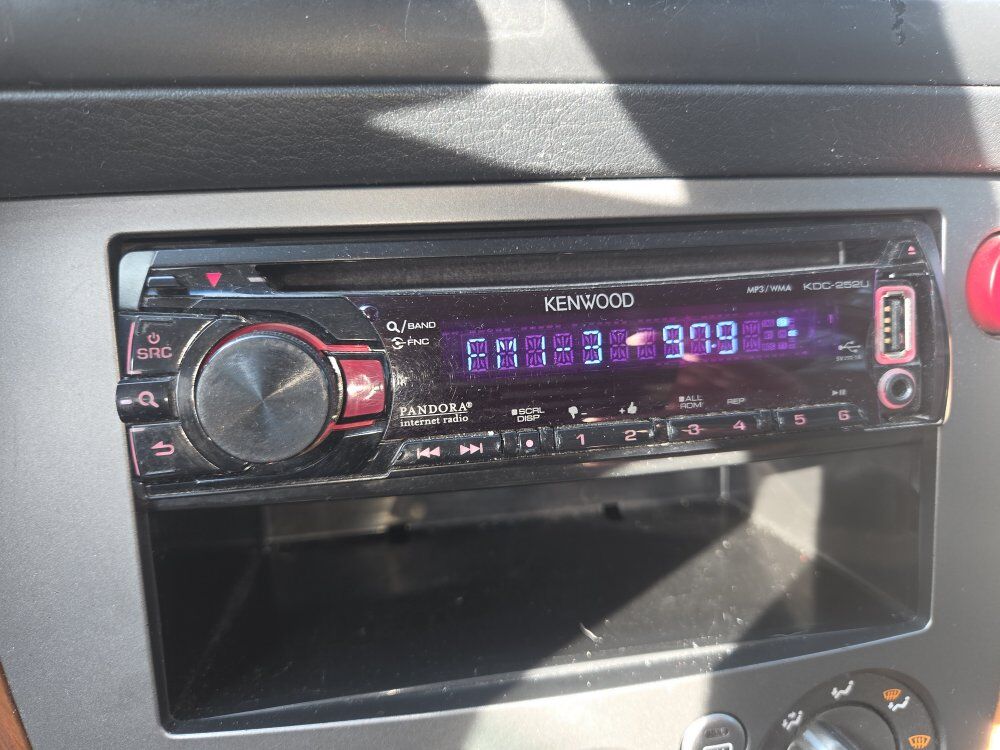 KENWOOD
MP3/WMA KDC-252U
/BAND
FNC
FM1-3 97.9
SRC
PANDORA®
internet radio
SCRL
DISP
ALL
RDM
REP
1 2 3 4 5 6